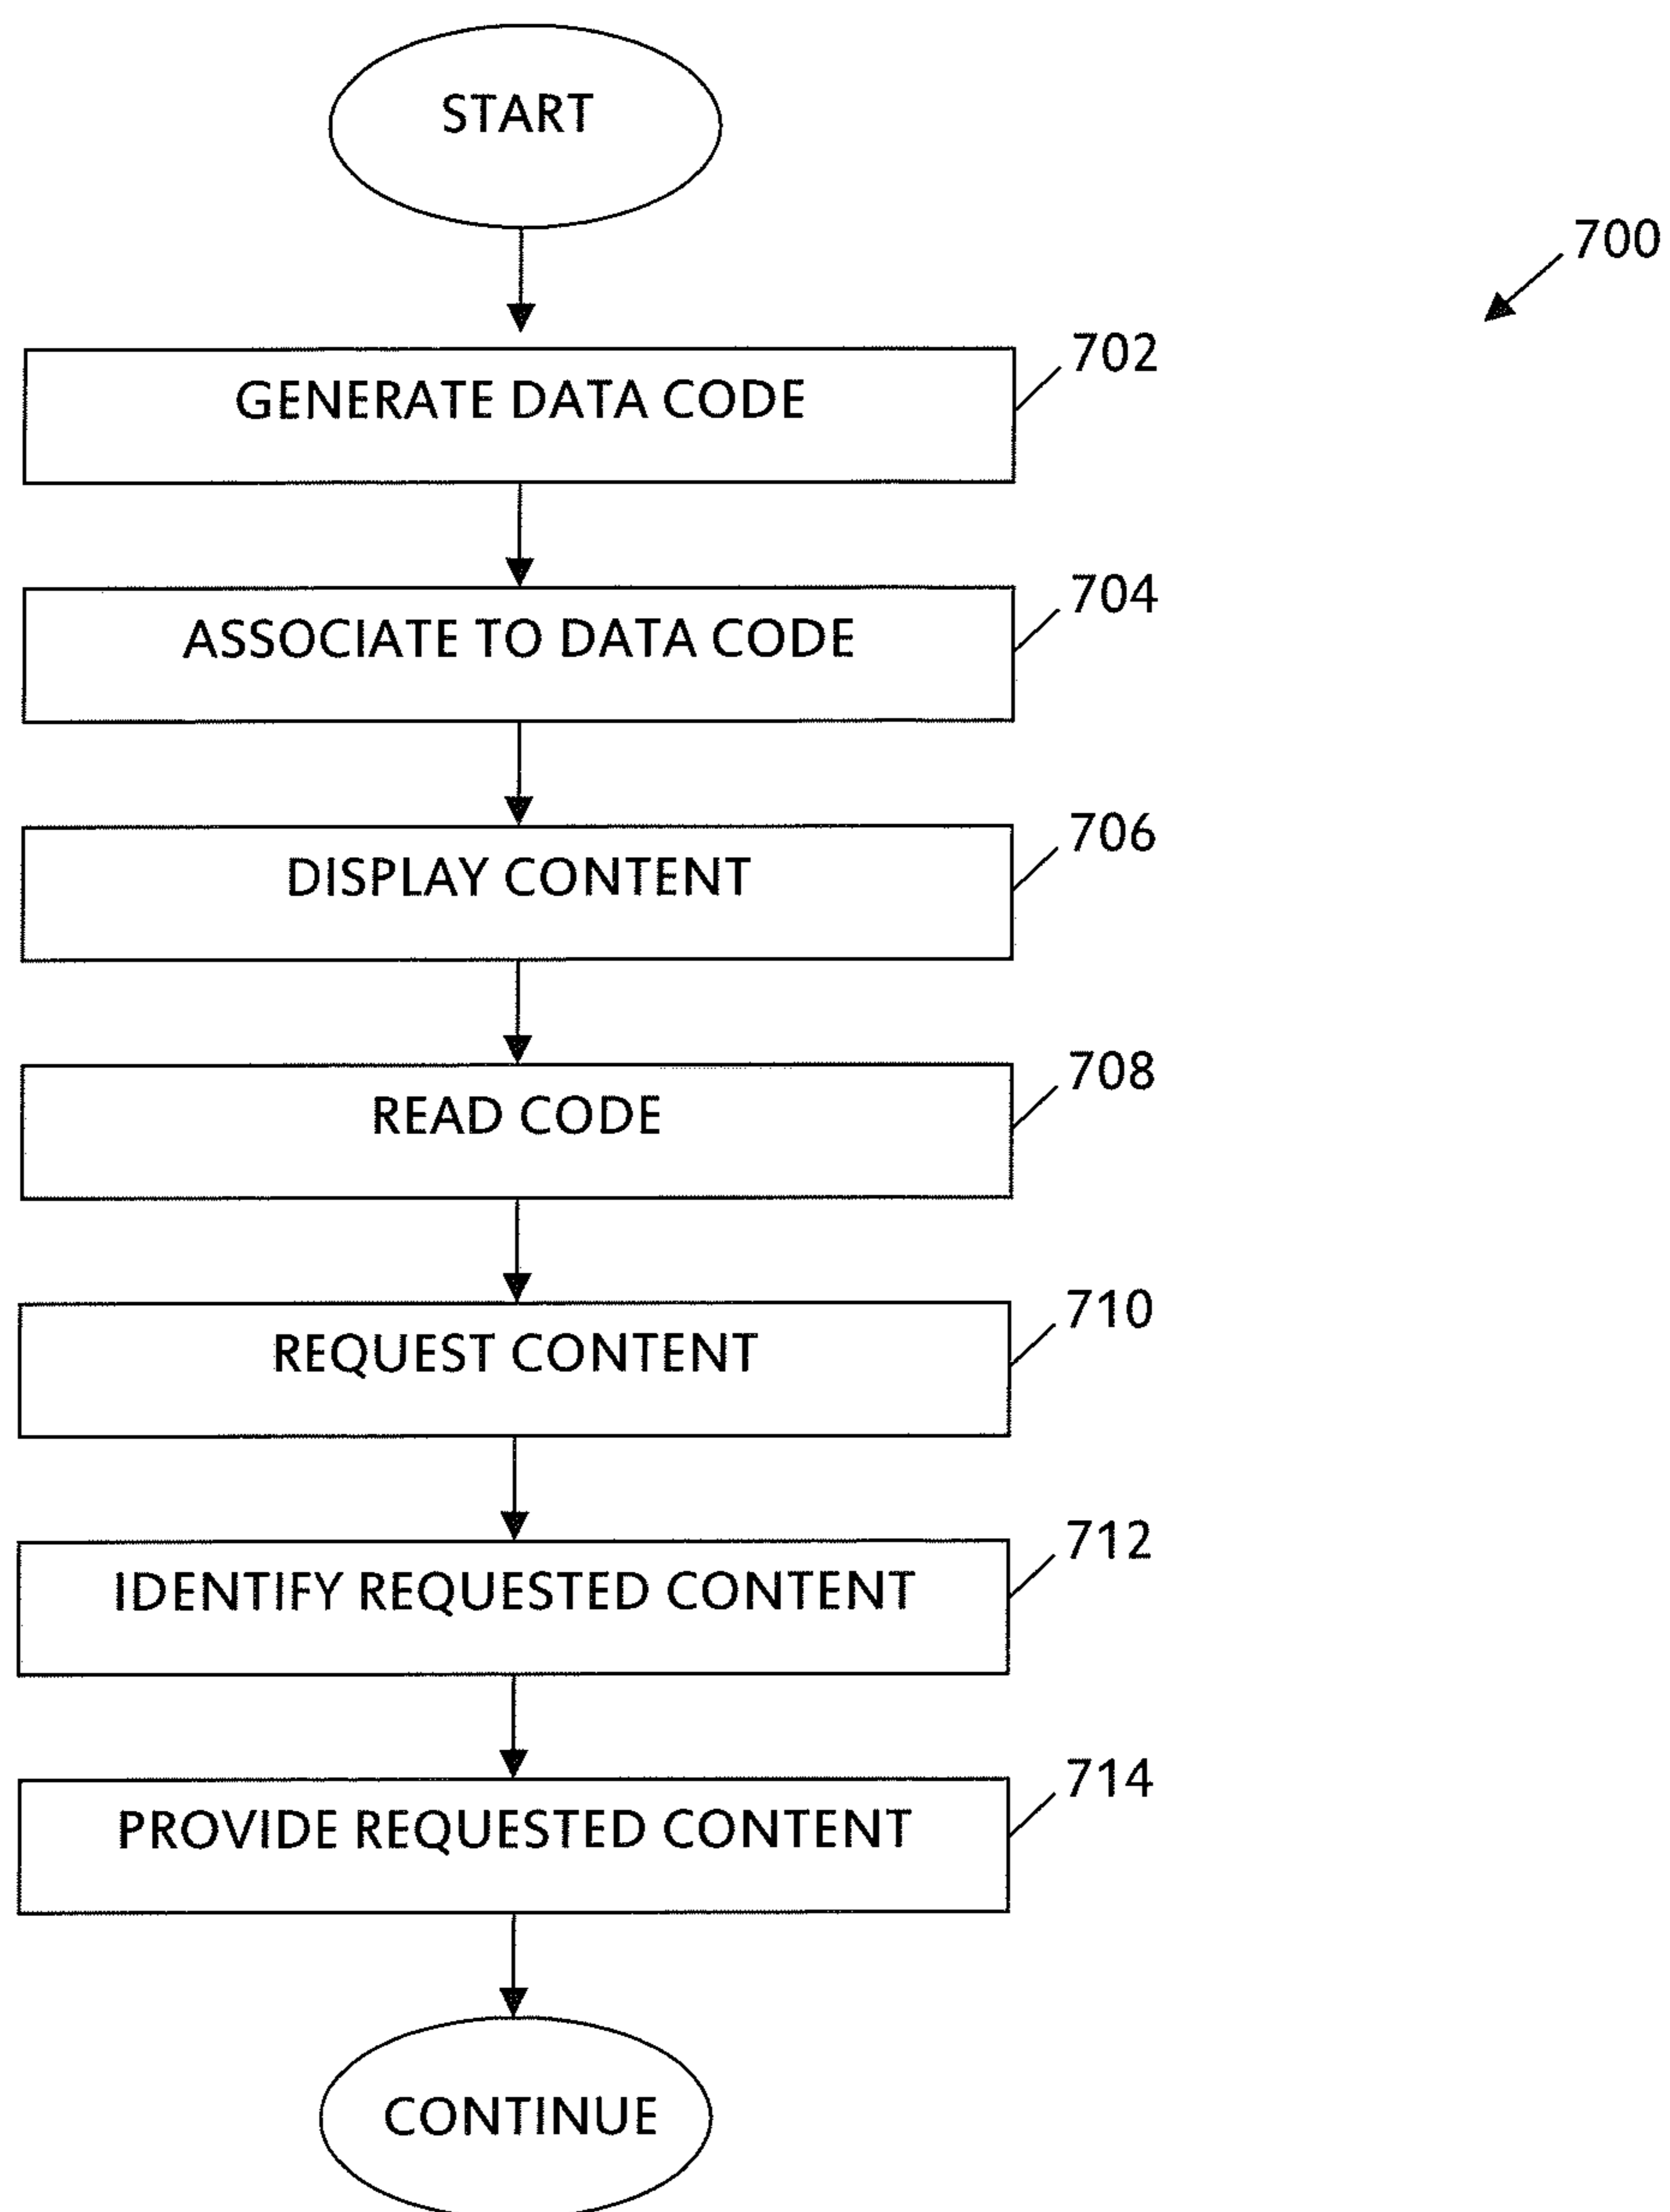 START
700
702
GENERATE DATA CODE
704
ASSOCIATE TO DATA CODE
706
DISPLAY CONTENT
708
READ CODE
710
REQUEST CONTENT
712
IDENTIFY REQUESTED CONTENT
714
PROVIDE REQUESTED CONTENT
CONTINUE